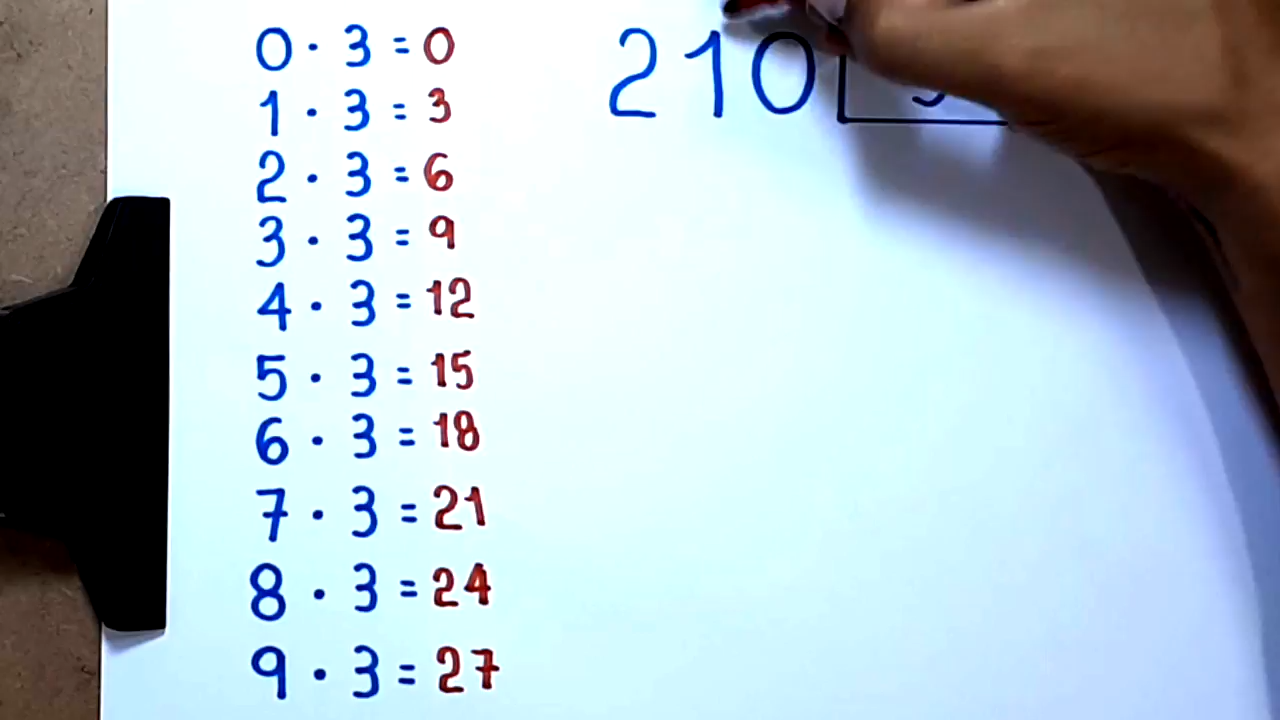 0 · 3 = 0
1 · 3 = 3
2 · 3 = 6
3 · 3 = 9
4 · 3 = 12
5 · 3 = 15
6 · 3 = 18
7 · 3 = 21
8 · 3 = 24
9 · 3 = 27
210